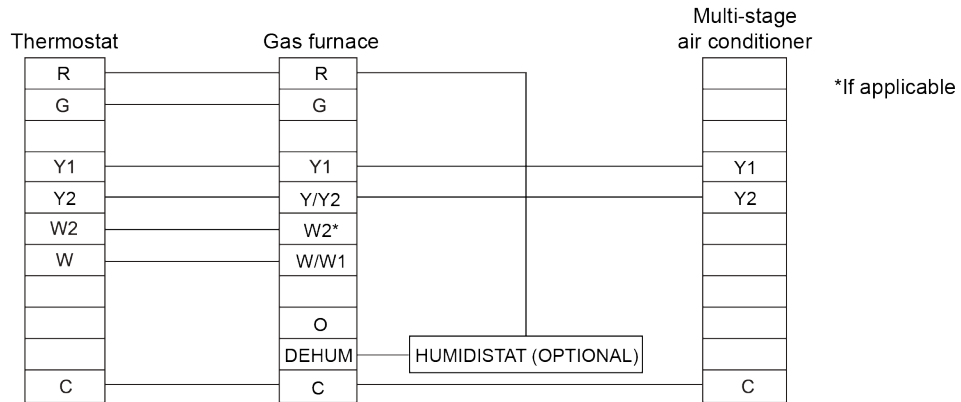 Multi-stage
air conditioner
Thermostat
Gas furnace
*If applicable
R
R
G
G
Y1
Y1
Y1
Y2
Y/Y2
Y2
W2
W2*
W
W/W1
O
DEHUM
HUMIDISTAT (OPTIONAL)
C
C
C